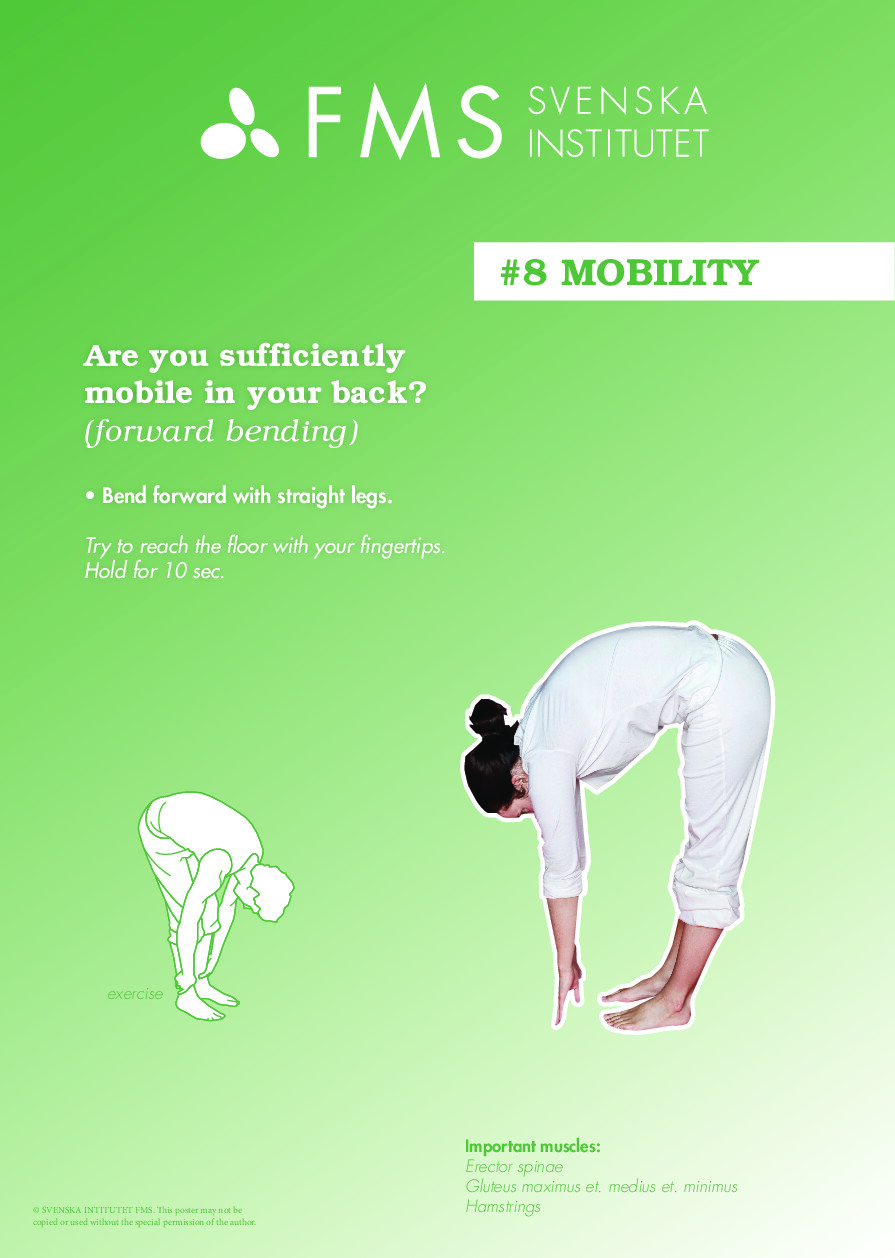 FMS SVENSKA
INSTITUTET
#8 MOBILITY
Are you sufficiently
mobile in your back?
(forward bending)
• Bend forward with straight legs.
Try to reach the floor with your fingertips.
Hold for 10 sec.
exercise
Important muscles:
Erector spinae
Gluteus maximus et. medius et. minimus
Hamstrings
© SVENSKA INTITUTET FMS. This poster may not be
copied or used without the special permission of the author.